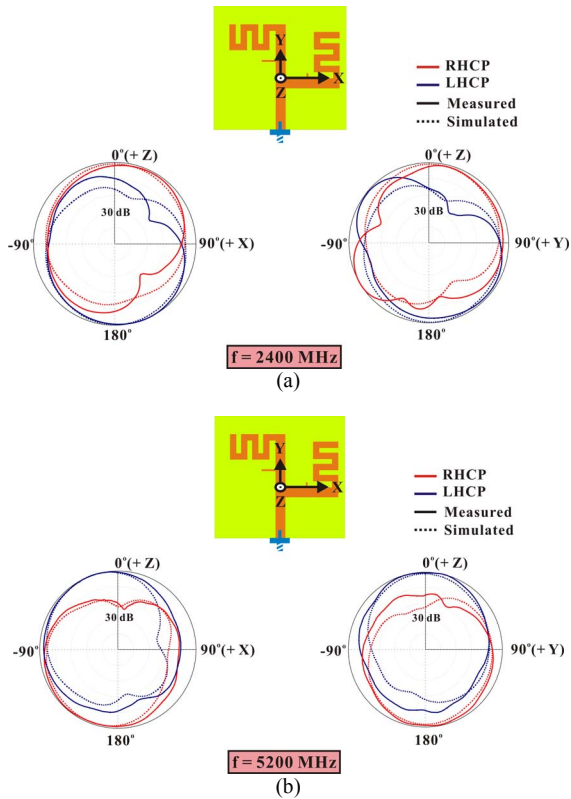 Y
X
Z
RHCP
LHCP
Measured
Simulated
0°(+ Z)
0°(+ Z)
30 dB
30 dB
-90°
90°(+ X)
-90°
90°(+ Y)
180°
180°
f = 2400 MHz
(a)
Y
X
Z
RHCP
LHCP
Measured
Simulated
0°(+ Z)
0°(+ Z)
30 dB
30 dB
-90°
90°(+ X)
-90°
90°(+ Y)
180°
180°
f = 5200 MHz
(b)